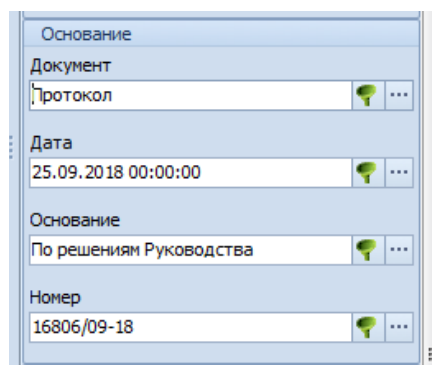 Основание
Документ
Протокол
Дата
25.09.2018 00:00:00
Основание
По решениям Руководства
Номер
16806/09-18